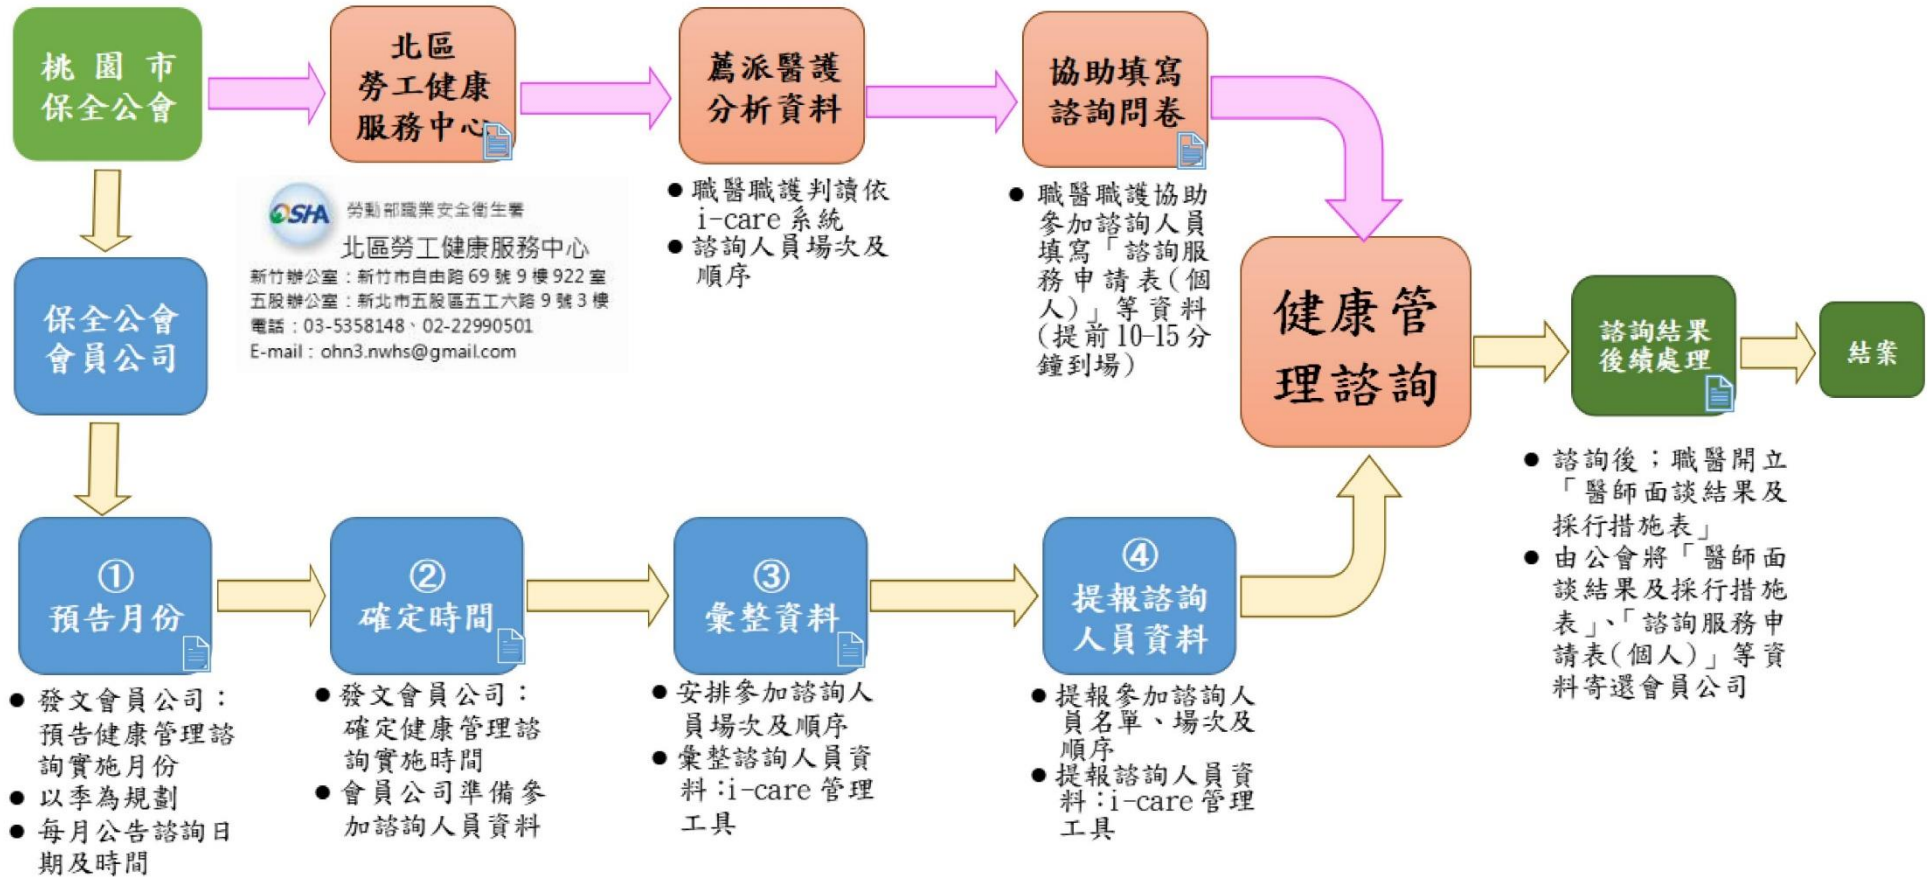 桃園市
保全公會
北區
勞工健康
服務中心
薦派醫護
分析資料
協助填寫
諮詢問卷
OSHA 勞動部職業安全衛生署
北區勞工健康服務中心
新竹辦公室：新竹市自由路 69 號 9 樓 922 室
五股辦公室：新北市五股區五工六路 9 號 3 樓
電話：03-5358148、02-22990501
E-mail：ohn3.nwhs@gmail.com
● 職醫職護判讀依
i-care 系統
● 諮詢人員場次及
順序
● 職醫職護協助
參加諮詢人員
填寫「諮詢服
務申請表(個
人)」等資料
(提前10-15分
鐘到場)
保全公會
會員公司
健康管
理諮詢
諮詢結果
後續處理
結案
● 諮詢後；職醫開立
「醫師面談結果及
採行措施表」
● 由公會將「醫師面
談結果及採行措施
表」、「諮詢服務申
請表(個人)」等資
料寄還會員公司
①
預告月份
②
確定時間
③
彙整資料
④
提報諮詢
人員資料
● 發文會員公司：
預告健康管理諮
詢實施月份
● 以季為規劃
● 每月公告諮詢日
期及時間
● 發文會員公司：
確定健康管理諮
詢實施時間
● 會員公司準備參
加諮詢人員資料
● 安排參加諮詢人
員場次及順序
● 彙整諮詢人員資
料：i-care 管理
工具
● 提報參加諮詢人
員名單、場次及
順序
● 提報諮詢人員資
料：i-care 管理
工具